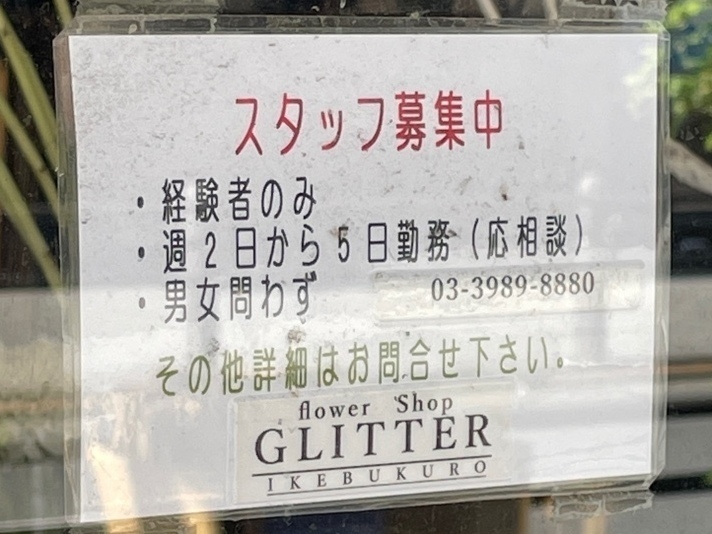 スタッフ募集中
・経験者のみ
・週2日から5日勤務(応相談)
・男女問わず
03-3989-8880
その他詳細はお問合せ下さい。
flower Shop
GLITTER
IKEBUKURO